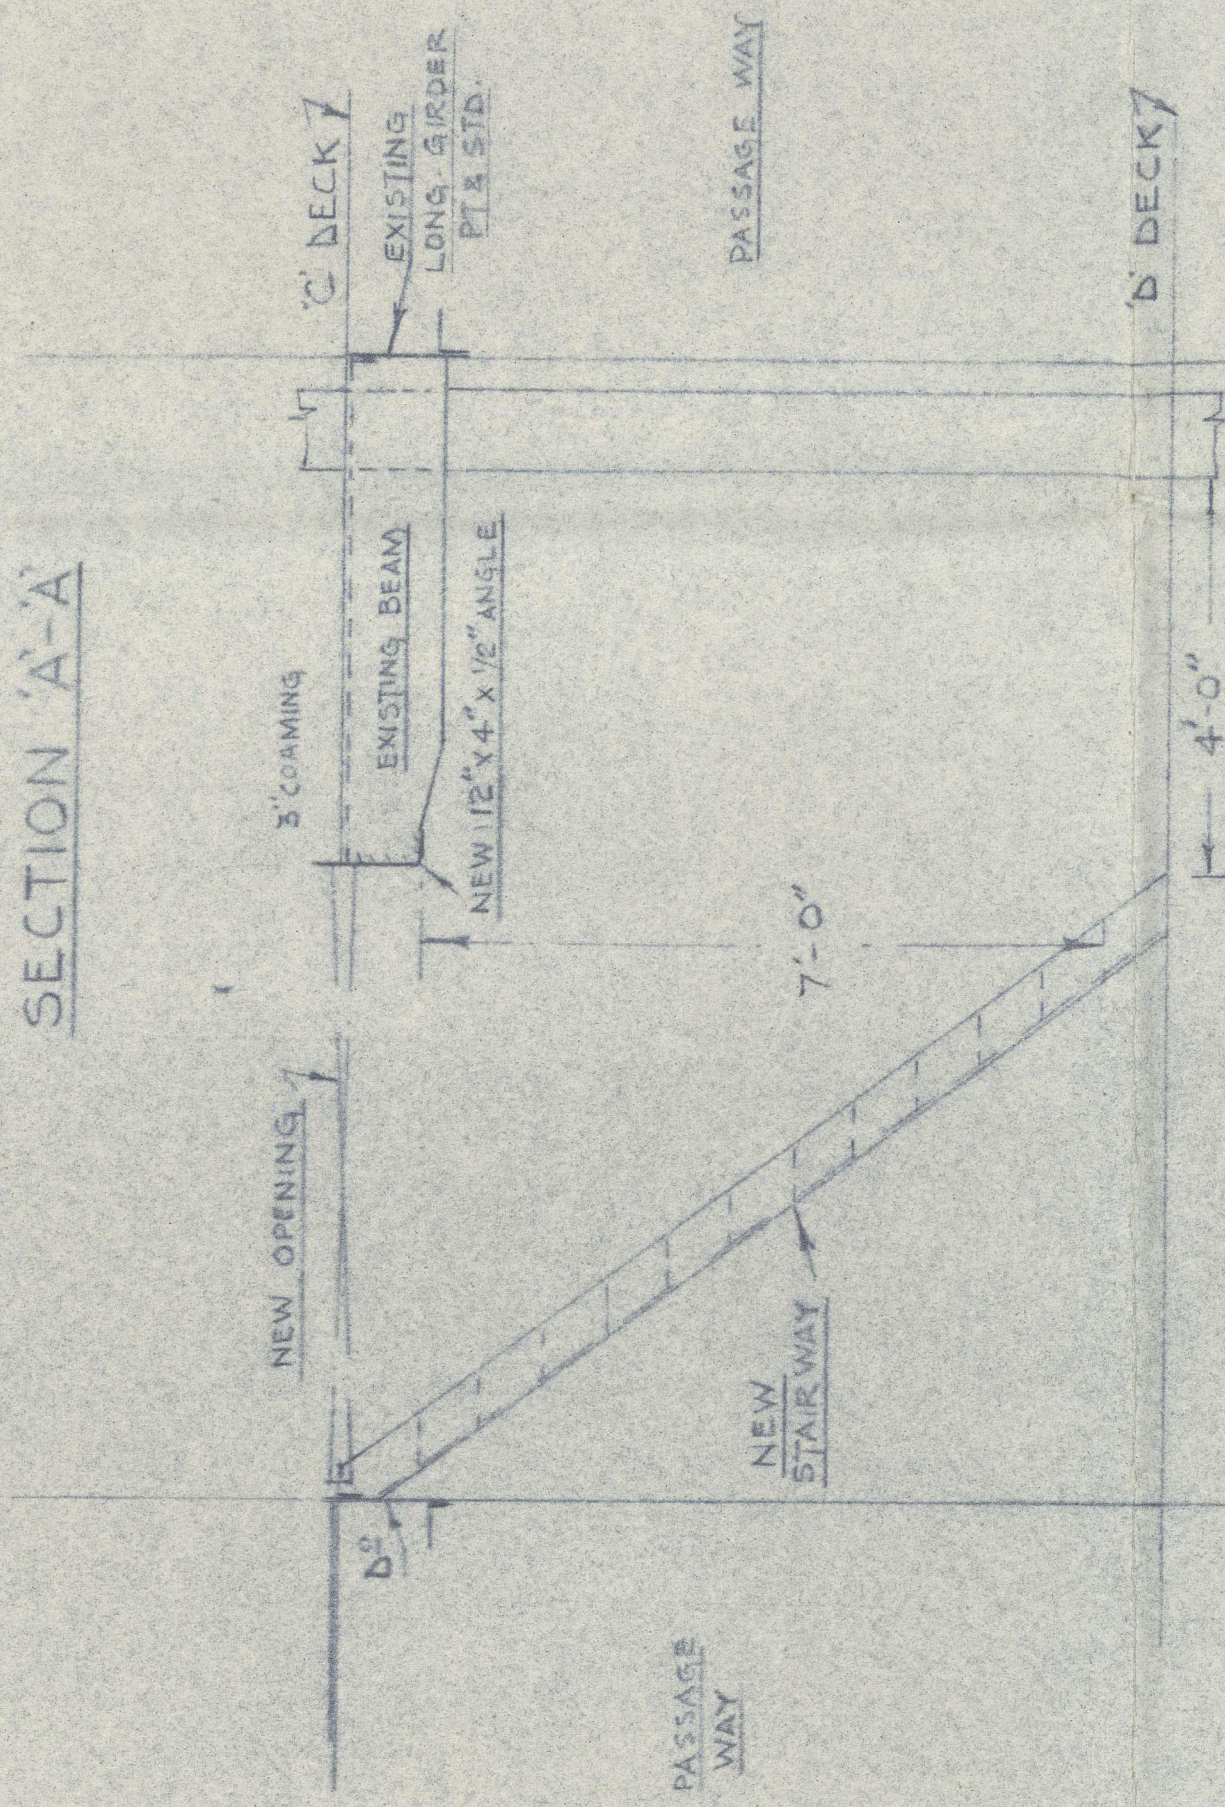 SECTION 'A'-'A'
3" COAMING
NEW OPENING
'C' DECK
EXISTING
LONG. GIRDER
PT & STD.
EXISTING BEAM
NEW 12" X 4" X 1/2" ANGLE
Dº
7'-0"
NEW
STAIRWAY
PASSAGE
WAY
PASSAGE WAY
'D' DECK
4'-0"